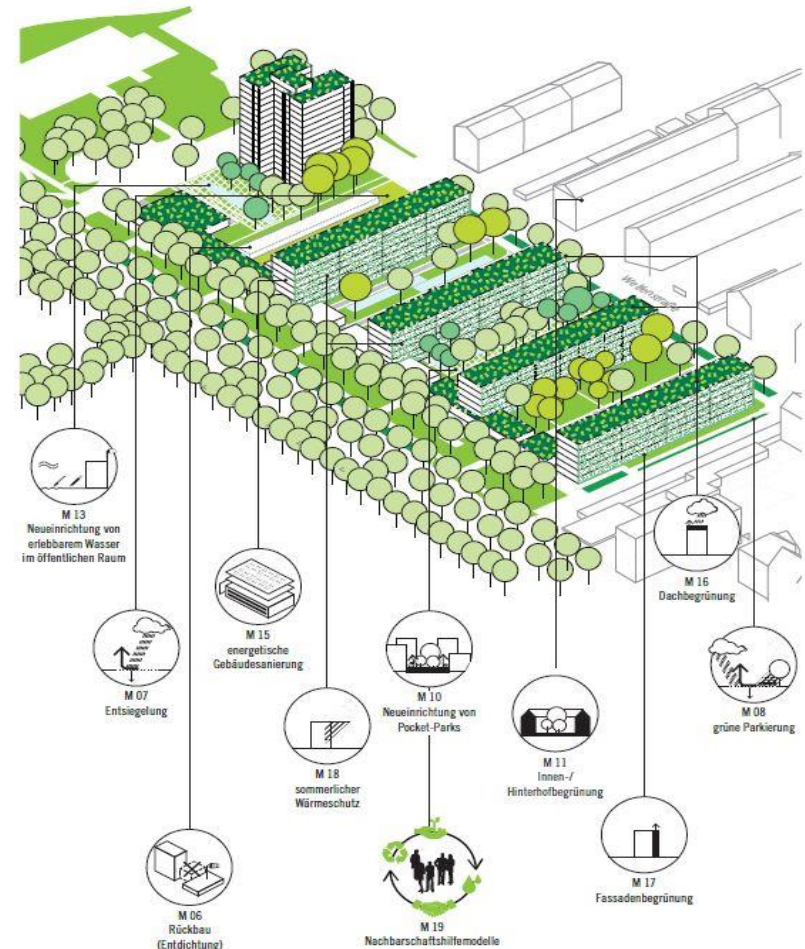 Welfenstraße
M 13
Neueinrichtung von
erlebbarem Wasser
im öffentlichen Raum
M 16
Dachbegrünung
M 15
energetische
Gebäudesanierung
M 07
Entsiegelung
M 10
Neueinrichtung von
Pocket-Parks
M 08
grüne Parkierung
M 18
sommerlicher
Wärmeschutz
M 11
Innen-/
Hinterhofbegrünung
M 17
Fassadenbegrünung
M 06
Rückbau
(Entdichtung)
M 19
Nachbarschaftshilfemodelle